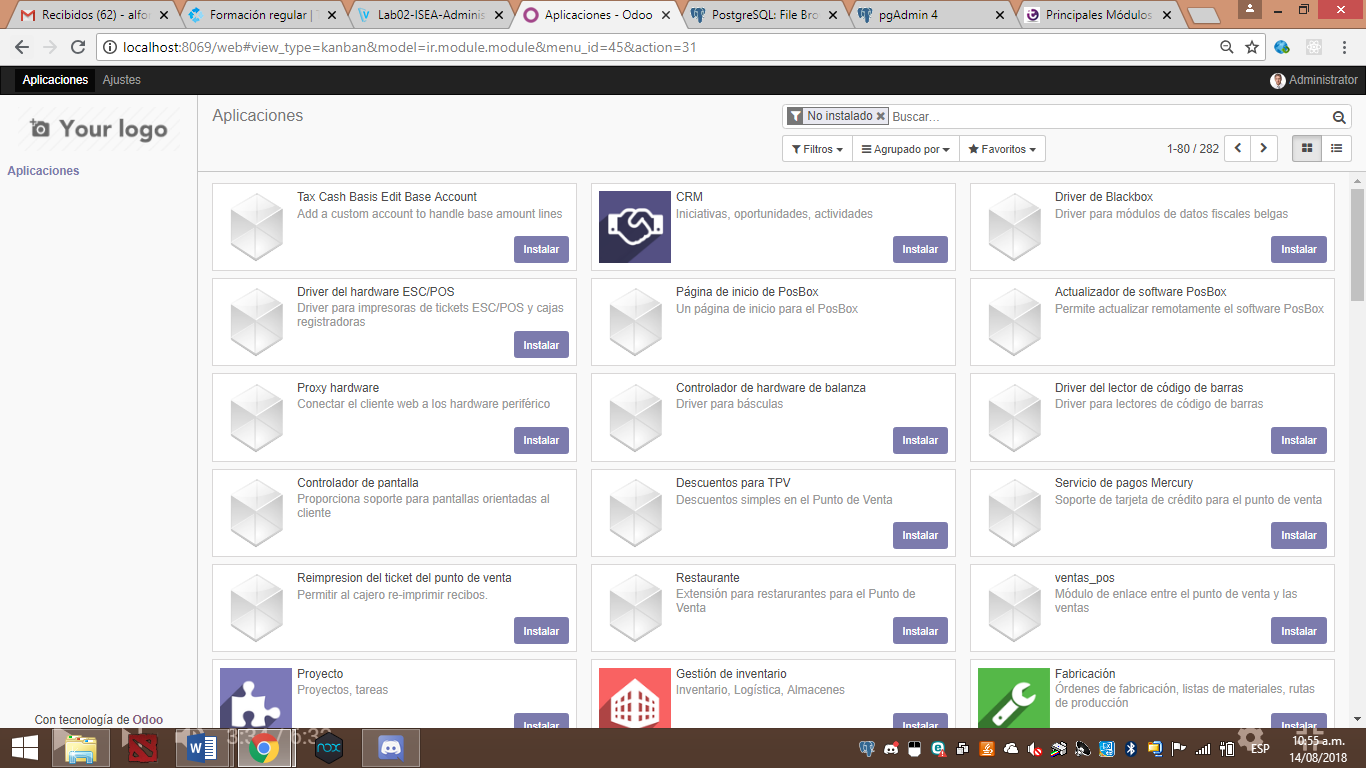 Recibidos (62) - alfo
Formación regular | T
Lab02-ISEA-Adminis
Aplicaciones - Odoo
PostgreSQL: File Bro
pgAdmin 4
Principales Módulos
localhost:8069/web#view_type=kanban&model=ir.module.module&menu_id=45&action=31
Aplicaciones Ajustes Administrator
Your logo
Aplicaciones
Aplicaciones
No instalado Buscar...
Filtros Agrupado por Favoritos 1-80 / 282
Tax Cash Basis Edit Base Account
Add a custom account to handle base amount lines
Instalar
CRM
Iniciativas, oportunidades, actividades
Instalar
Driver de Blackbox
Driver para módulos de datos fiscales belgas
Instalar
Driver del hardware ESC/POS
Driver para impresoras de tickets ESC/POS y cajas
registradoras
Instalar
Página de inicio de PosBox
Un página de inicio para el PosBox
Actualizador de software PosBox
Permite actualizar remotamente el software PosBox
Proxy hardware
Conectar el cliente web a los hardware periférico
Instalar
Controlador de hardware de balanza
Driver para básculas
Instalar
Driver del lector de código de barras
Driver para lectores de código de barras
Instalar
Controlador de pantalla
Proporciona soporte para pantallas orientadas al
cliente
Descuentos para TPV
Descuentos simples en el Punto de Venta
Instalar
Servicio de pagos Mercury
Soporte de tarjeta de crédito para el punto de venta
Instalar
Reimpresion del ticket del punto de venta
Permitir al cajero re-imprimir recibos.
Instalar
Restaurante
Extensión para restarurantes para el Punto de
Venta
Instalar
ventas_pos
Módulo de enlace entre el punto de venta y las
ventas
Instalar
Proyecto
Proyectos, tareas
Instalar
Gestión de inventario
Inventario, Logística, Almacenes
Instalar
Fabricación
Órdenes de fabricación, listas de materiales, rutas
de producción
Instalar
Con tecnología de Odoo
nox
ESP
10:55 a.m.
14/08/2018